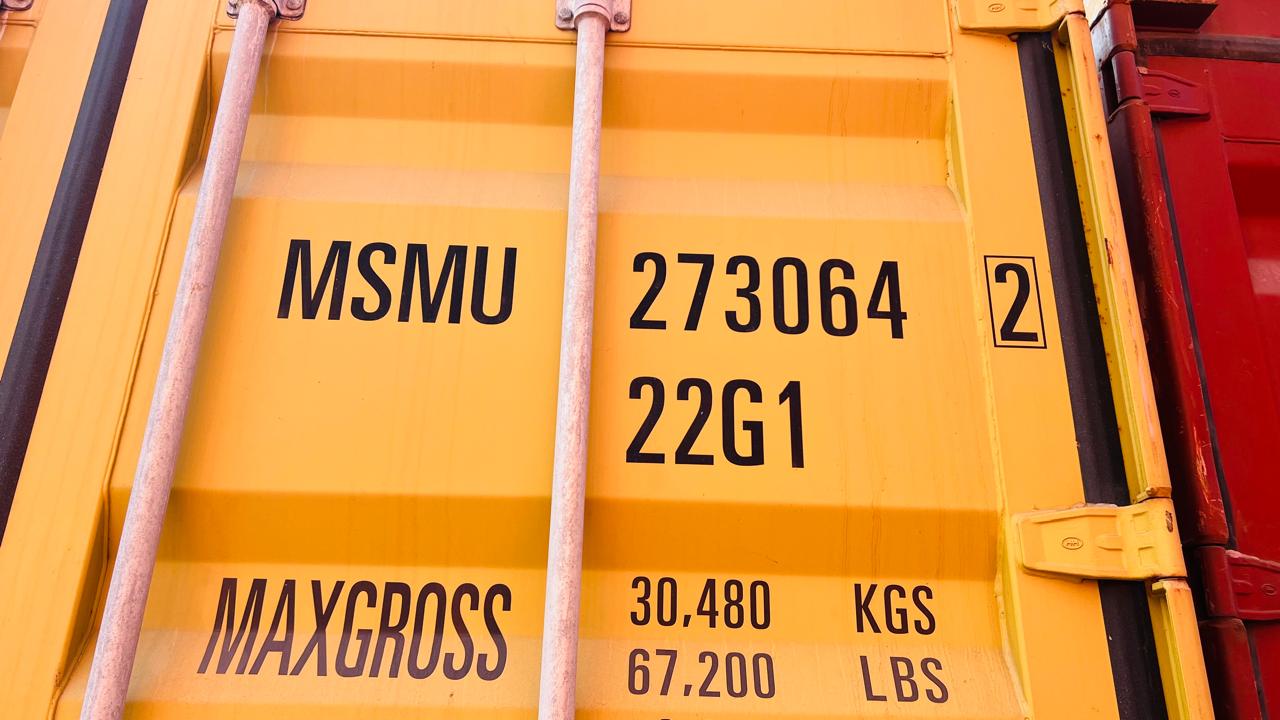 MSMU 273064 2
22G1
MAXGROSS 30,480 KGS
67,200 LBS